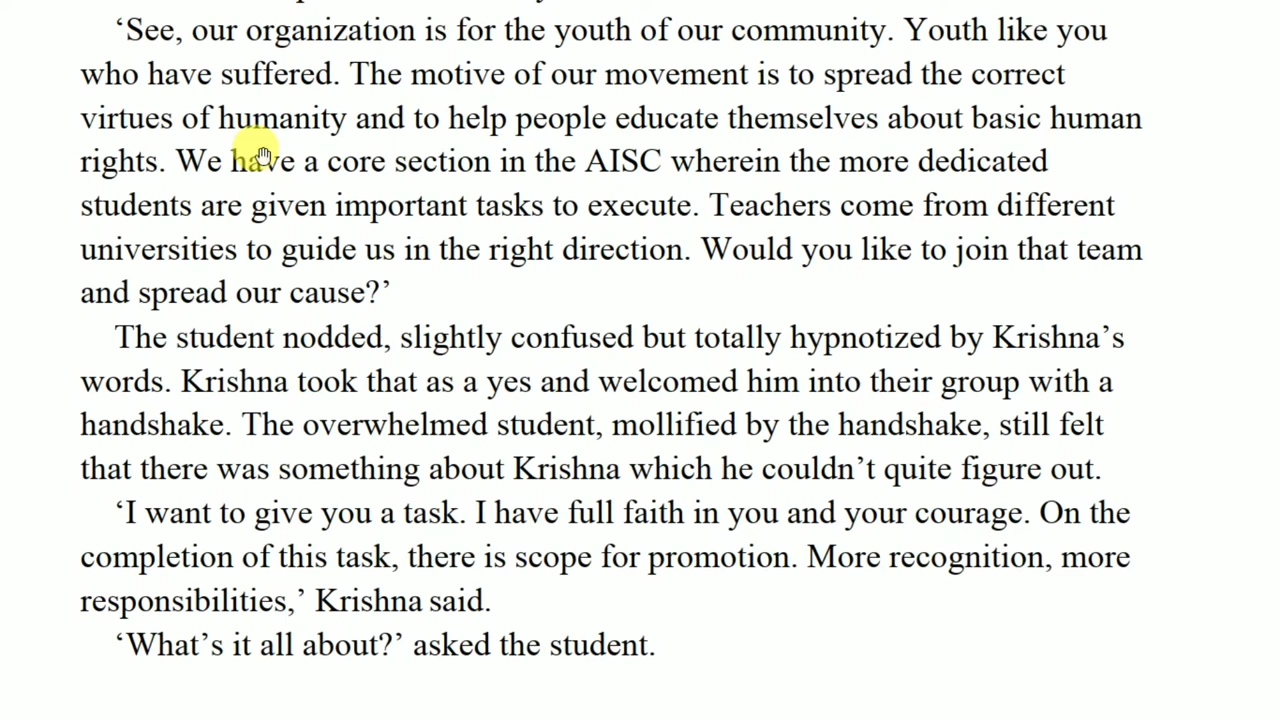 ‘See, our organization is for the youth of our community. Youth like you
who have suffered. The motive of our movement is to spread the correct
virtues of humanity and to help people educate themselves about basic human
rights. We have a core section in the AISC wherein the more dedicated
students are given important tasks to execute. Teachers come from different
universities to guide us in the right direction. Would you like to join that team
and spread our cause?’
The student nodded, slightly confused but totally hypnotized by Krishna’s
words. Krishna took that as a yes and welcomed him into their group with a
handshake. The overwhelmed student, mollified by the handshake, still felt
that there was something about Krishna which he couldn’t quite figure out.
‘I want to give you a task. I have full faith in you and your courage. On the
completion of this task, there is scope for promotion. More recognition, more
responsibilities,’ Krishna said.
‘What’s it all about?’ asked the student.